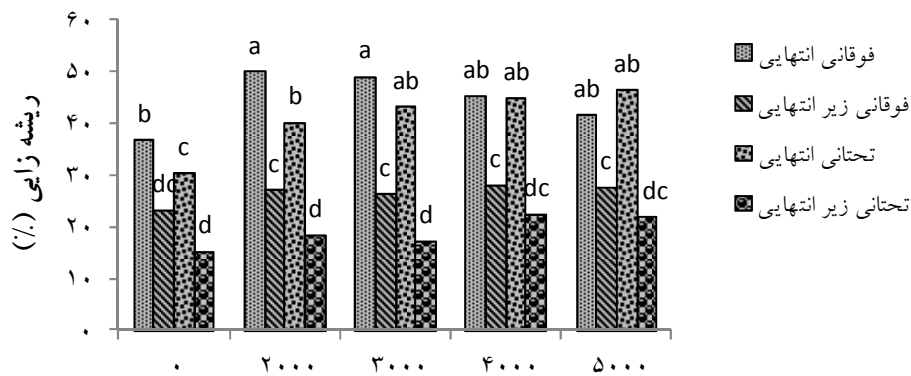 ریشه زایی (٪)
۶۰
۵۰
۴۰
۳۰
۲۰
۱۰
۰
b
dc
c
d
a
c
b
d
a
c
ab
d
ab
c
ab
dc
ab
c
ab
dc
۰
۲۰۰۰
۳۰۰۰
۴۰۰۰
۵۰۰۰
فوقانی انتهایی
فوقانی زیر انتهایی
تحتانی انتهایی
تحتانی زیر انتهایی